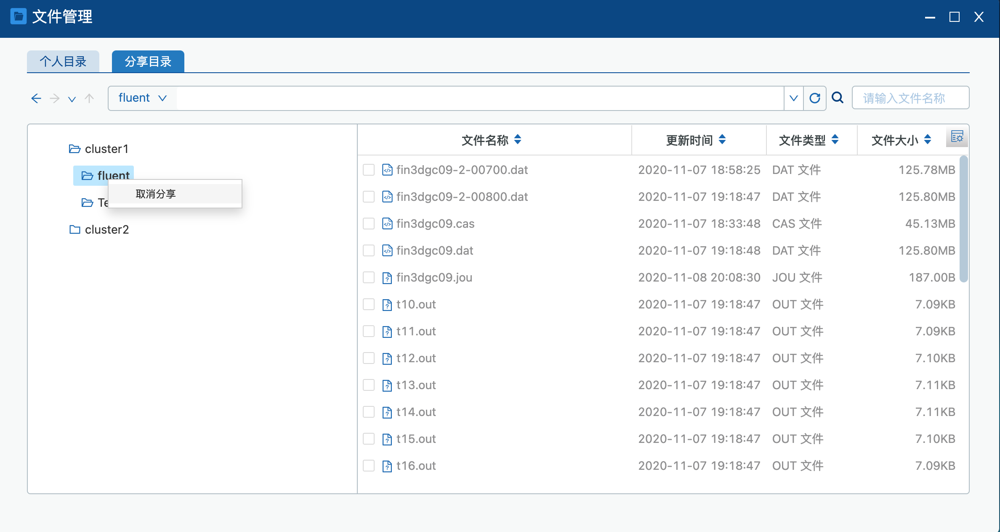 文件管理
个人目录 分享目录
fluent 请输入文件名称
cluster1
fluent
取消分享
Te
cluster2
文件名称 更新时间 文件类型 文件大小
fin3dgc09-2-00700.dat 2020-11-07 18:58:25 DAT 文件 125.78MB
fin3dgc09-2-00800.dat 2020-11-07 19:18:47 DAT 文件 125.80MB
fin3dgc09.cas 2020-11-07 18:33:48 CAS 文件 45.13MB
fin3dgc09.dat 2020-11-07 19:18:48 DAT 文件 125.80MB
fin3dgc09.jou 2020-11-08 20:08:30 JOU 文件 187.00B
t10.out 2020-11-07 19:18:47 OUT 文件 7.09KB
t11.out 2020-11-07 19:18:47 OUT 文件 7.09KB
t12.out 2020-11-07 19:18:47 OUT 文件 7.10KB
t13.out 2020-11-07 19:18:47 OUT 文件 7.11KB
t14.out 2020-11-07 19:18:47 OUT 文件 7.11KB
t15.out 2020-11-07 19:18:47 OUT 文件 7.10KB
t16.out 2020-11-07 19:18:47 OUT 文件 7.09KB